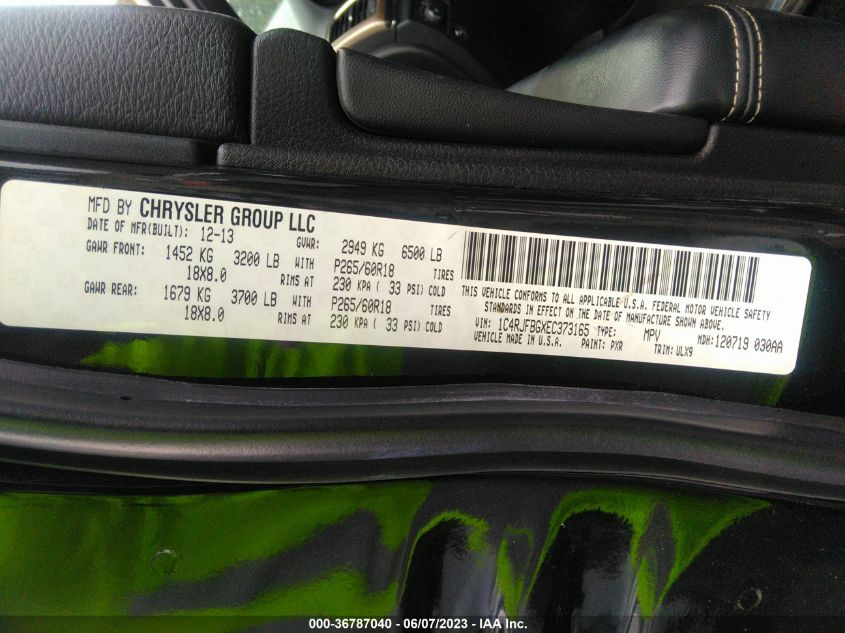 MFD BY CHRYSLER GROUP LLC
DATE OF MFR(BUILT): 12-13 GVWR: 2949 KG 6500 LB
GAWR FRONT: 1452 KG 3200 LB WITH P265/60R18 TIRES
18X8.0 RIMS AT 230 KPA ( 33 PSI) COLD
GAWR REAR: 1679 KG 3700 LB WITH P265/60R18 TIRES
18X8.0 RIMS AT 230 KPA ( 33 PSI) COLD
THIS VEHICLE CONFORMS TO ALL APPLICABLE U.S.A. FEDERAL MOTOR VEHICLE SAFETY
STANDARDS IN EFFECT ON THE DATE OF MANUFACTURE SHOWN ABOVE.
VIN: 1C4RJFBGXEC373165 TYPE: MPV MDH:120719 030AA
VEHICLE MADE IN U.S.A. PAINT: PXR TRIM: ULX9
000-36787040 - 06/07/2023 - IAA Inc.